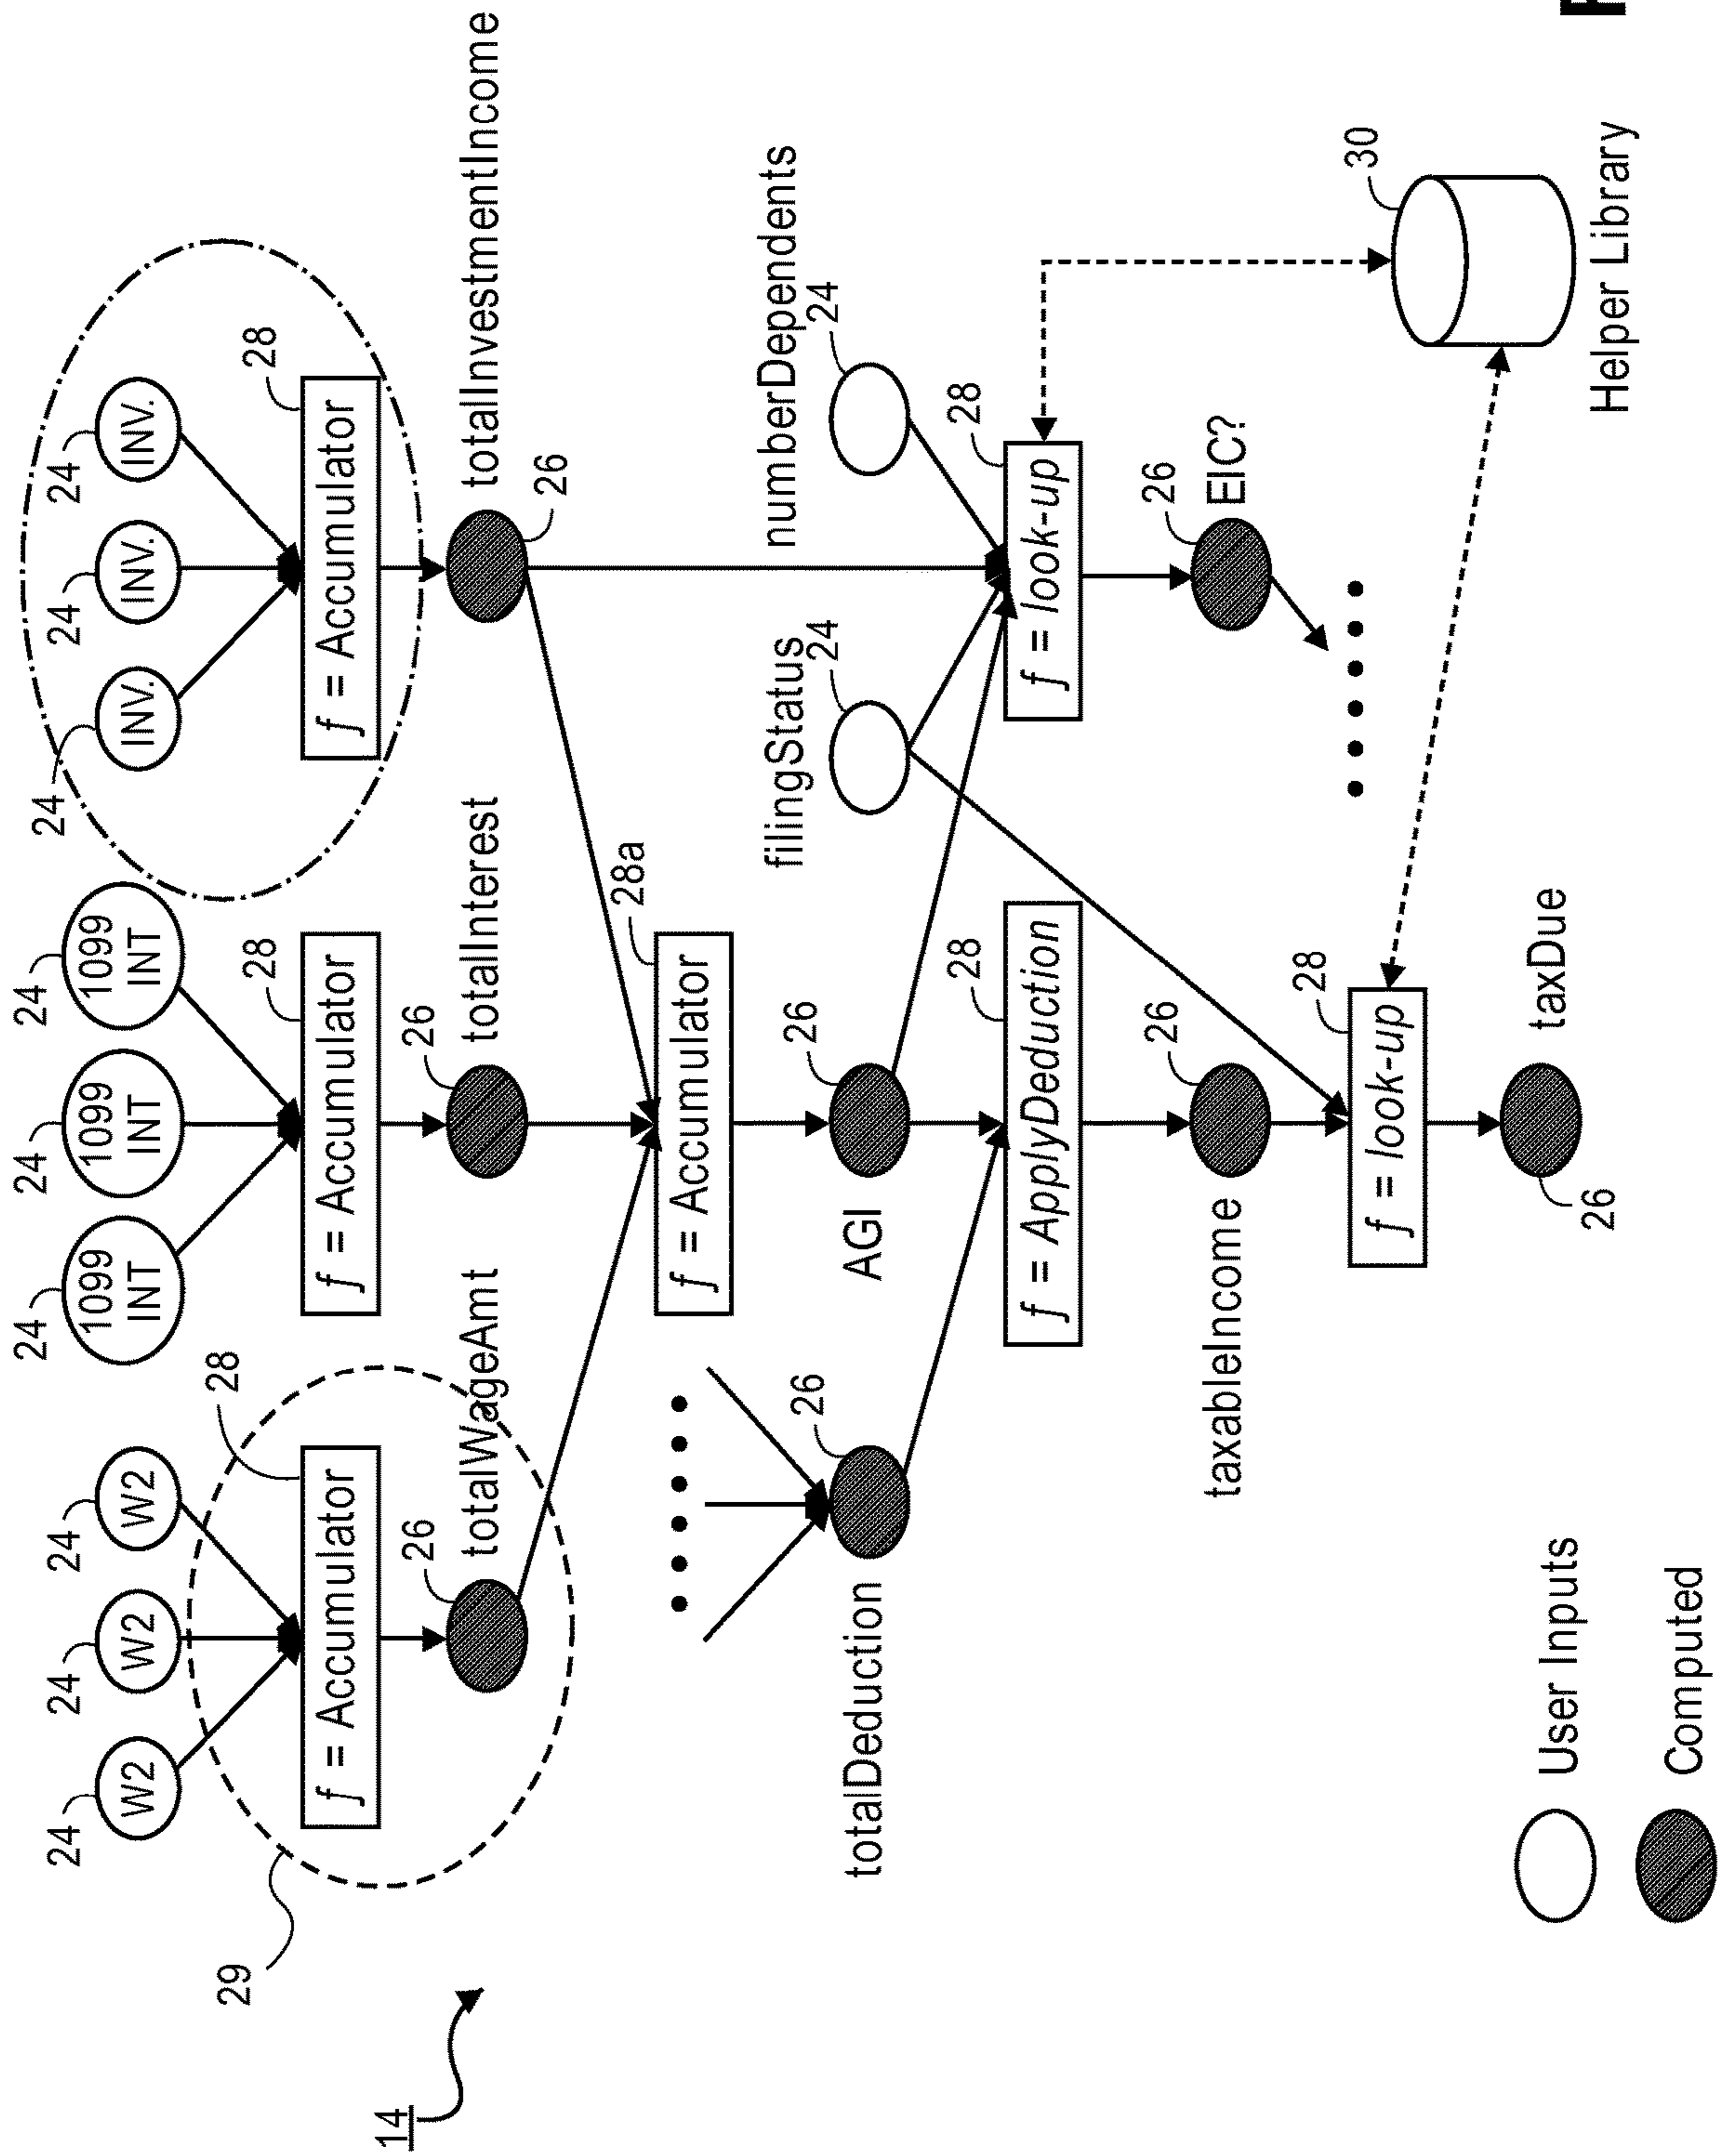 24
24
24
24
24
24
24
24
24
W2
W2
W2
1099
INT
1099
INT
1099
INT
INV.
INV.
INV.
29
28
28
28
f = Accumulator
f = Accumulator
f = Accumulator
26
totalWageAmt
26
totalInterest
totalInvestmentIncome
26
14
28a
f = Accumulator
filingStatus
24
numberDependents
24
totalDeduction
26
AGI
26
28
28
f = ApplyDeduction
f = look-up
taxableIncome
26
26
EIC?
28
f = look-up
30
26
taxDue
Helper Library
User Inputs
Computed